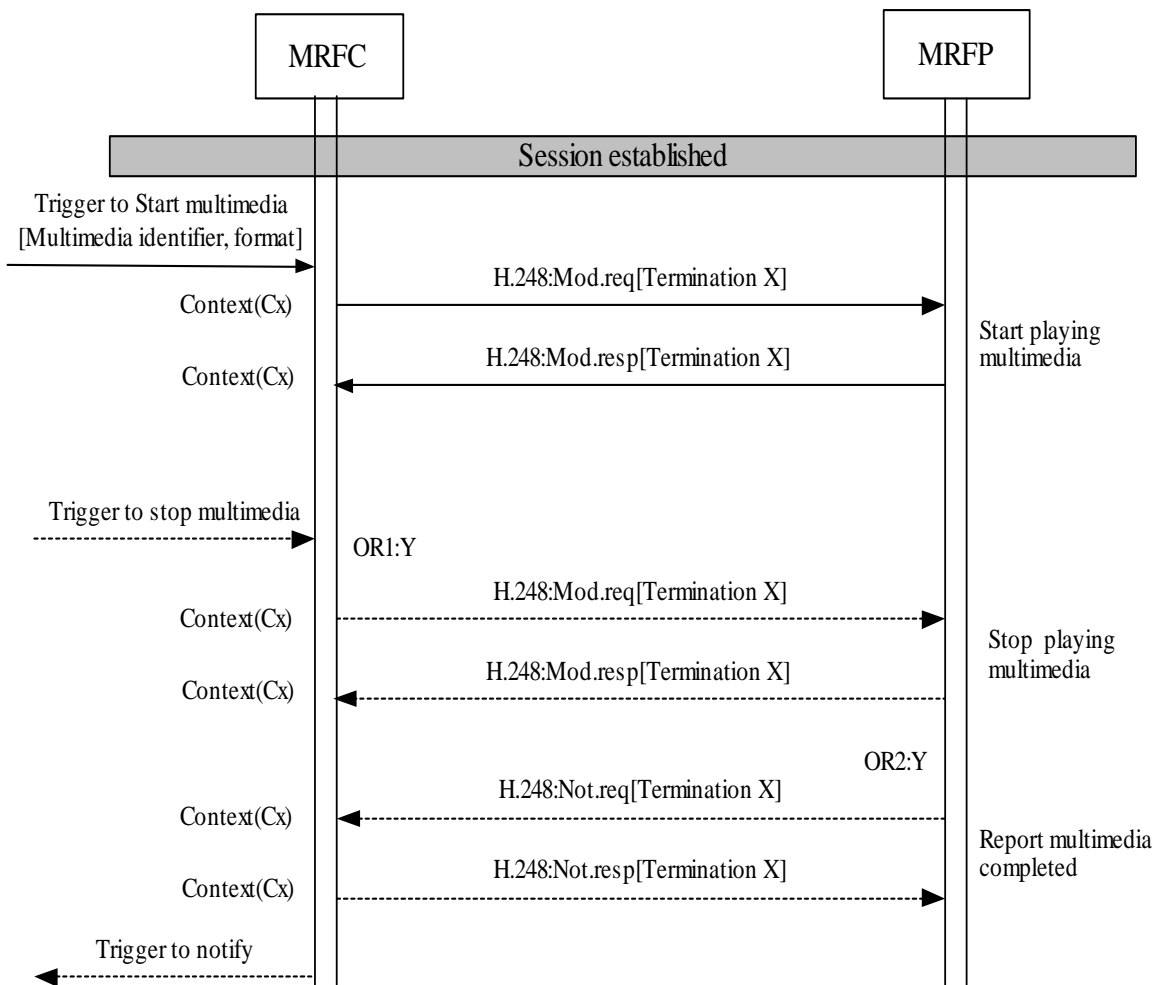 MRFC
MRFP
Session established
Trigger to Start multimedia
[Multimedia identifier, format]
H.248:Mod.req[Termination X]
Context(Cx)
Start playing
multimedia
H.248:Mod.resp[Termination X]
Context(Cx)
Trigger to stop multimedia
OR1:Y
H.248:Mod.req[Termination X]
Context(Cx)
Stop playing
multimedia
H.248:Mod.resp[Termination X]
Context(Cx)
OR2:Y
H.248:Not.req[Termination X]
Context(Cx)
Report multimedia
completed
H.248:Not.resp[Termination X]
Context(Cx)
Trigger to notify